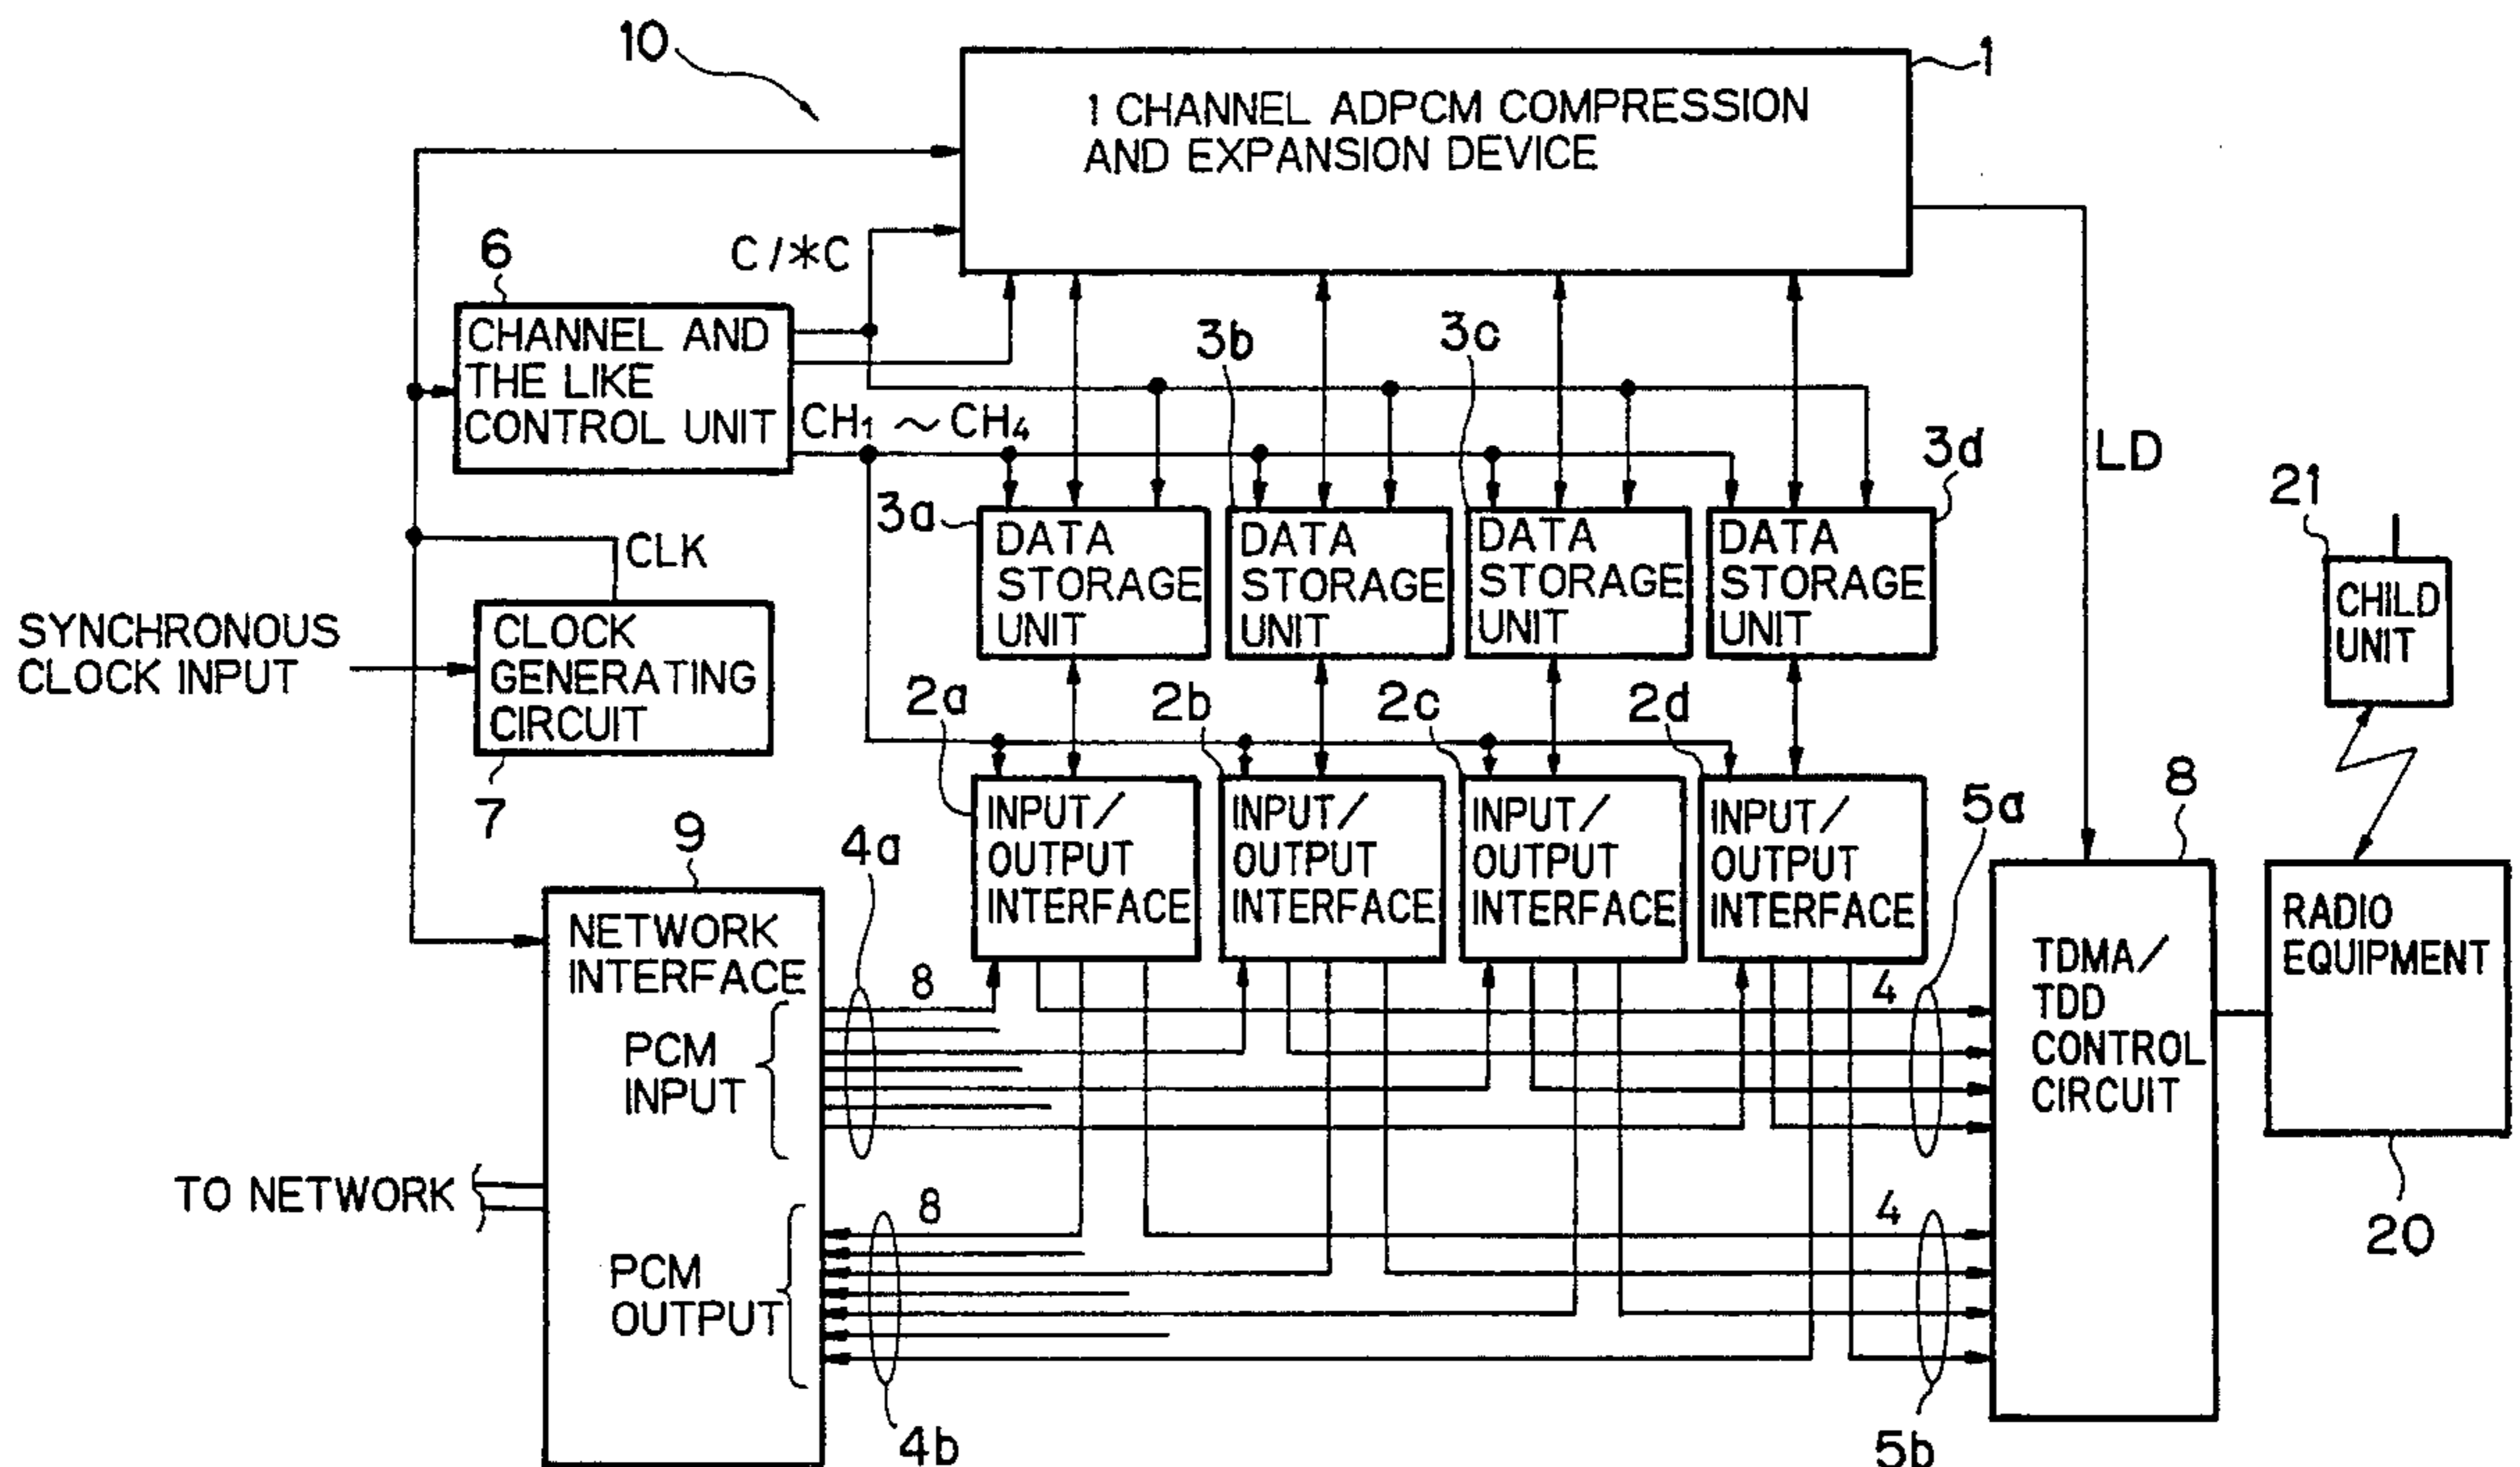 10
1
1 CHANNEL ADPCM COMPRESSION
AND EXPANSION DEVICE
C/*C
6
CHANNEL AND
THE LIKE
CONTROL UNIT
CH1 ~ CH4
3a
3b
3c
3d
LD
DATA
STORAGE
UNIT
DATA
STORAGE
UNIT
DATA
STORAGE
UNIT
DATA
STORAGE
UNIT
21
CHILD
UNIT
CLK
SYNCHRONOUS
CLOCK INPUT
CLOCK
GENERATING
CIRCUIT
7
2a
2b
2c
2d
INPUT/
OUTPUT
INTERFACE
INPUT/
OUTPUT
INTERFACE
INPUT/
OUTPUT
INTERFACE
INPUT/
OUTPUT
INTERFACE
9
4a
5a
8
NETWORK
INTERFACE
8
4
PCM
INPUT
TO NETWORK
8
4
PCM
OUTPUT
4b
5b
TDMA/
TDD
CONTROL
CIRCUIT
RADIO
EQUIPMENT
20